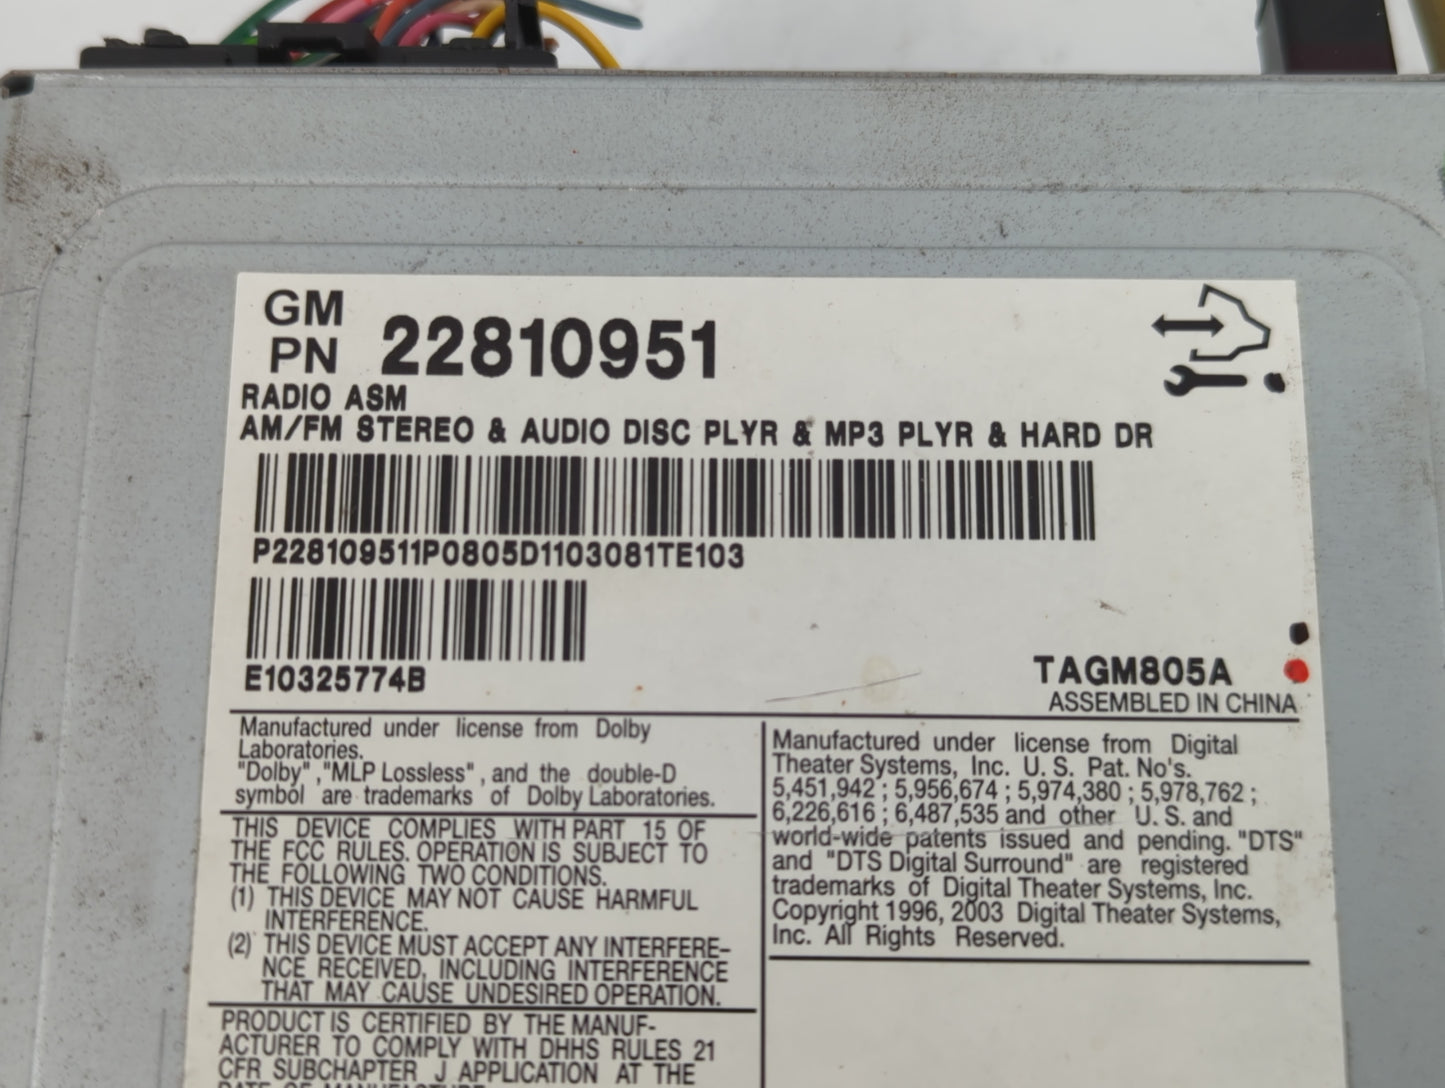 GM
PN 22810951
RADIO ASM
AM/FM STEREO & AUDIO DISC PLYR & MP3 PLYR & HARD DR
P228109511P0805D1103081TE103
E10325774B
TAGM805A
ASSEMBLED IN CHINA
Manufactured under license from Dolby
Laboratories.
"Dolby" ,"MLP Lossless" , and the double-D
symbol are trademarks of Dolby Laboratories.
THIS DEVICE COMPLIES WITH PART 15 OF
THE FCC RULES. OPERATION IS SUBJECT TO
THE FOLLOWING TWO CONDITIONS.
(1) THIS DEVICE MAY NOT CAUSE HARMFUL
INTERFERENCE.
(2) THIS DEVICE MUST ACCEPT ANY INTERFERE-
NCE RECEIVED, INCLUDING INTERFERENCE
THAT MAY CAUSE UNDESIRED OPERATION.
PRODUCT IS CERTIFIED BY THE MANUF-
ACTURER TO COMPLY WITH DHHS RULES 21
CFR SUBCHAPTER J APPLICATION AT THE
DATE OF MANUFACTURE
Manufactured under license from Digital
Theater Systems, Inc. U. S. Pat. No's.
5,451,942 ; 5,956,674 ; 5,974,380 ; 5,978,762 ;
6,226,616 ; 6,487,535 and other U. S. and
world-wide patents issued and pending. "DTS"
and "DTS Digital Surround" are registered
trademarks of Digital Theater Systems, Inc.
Copyright 1996, 2003 Digital Theater Systems,
Inc. All Rights Reserved.